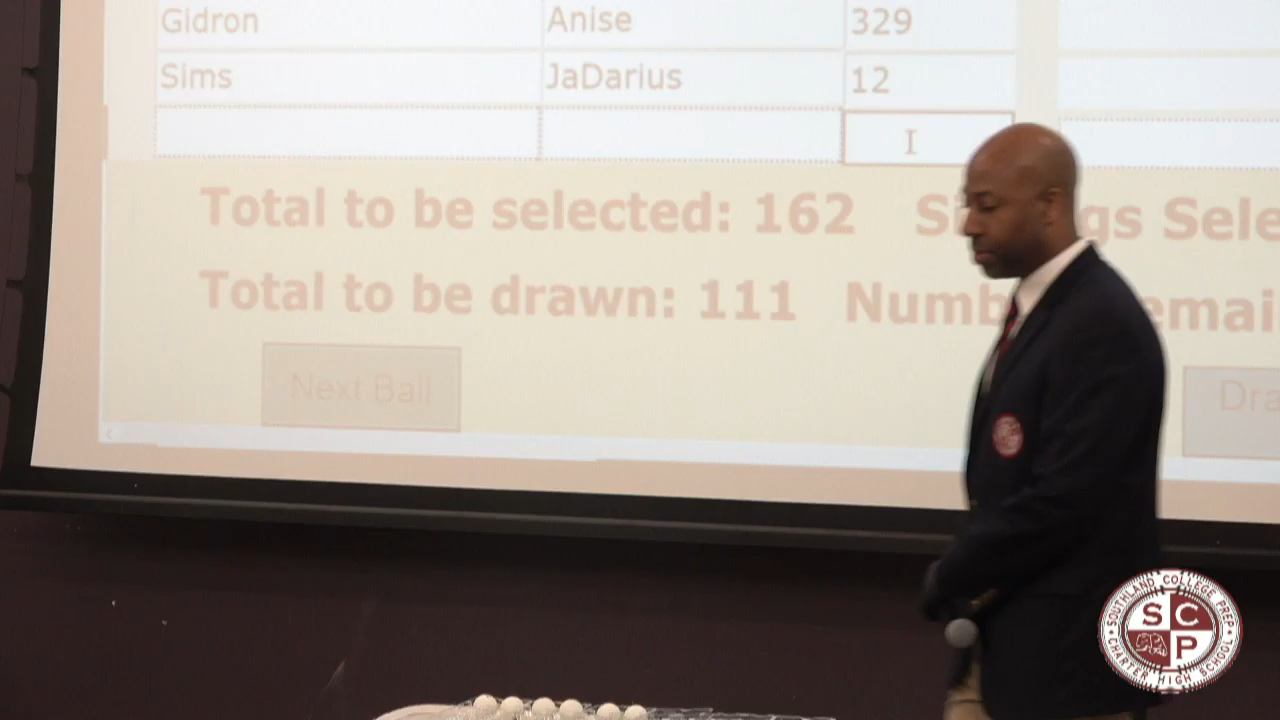 Gidron Anise 329
Sims JaDarius 12
Total to be selected: 162
Total to be drawn: 111
Next Ball
SOUTHLAND COLLEGE PREP
S C
P
CHARTER HIGH SCHOOL